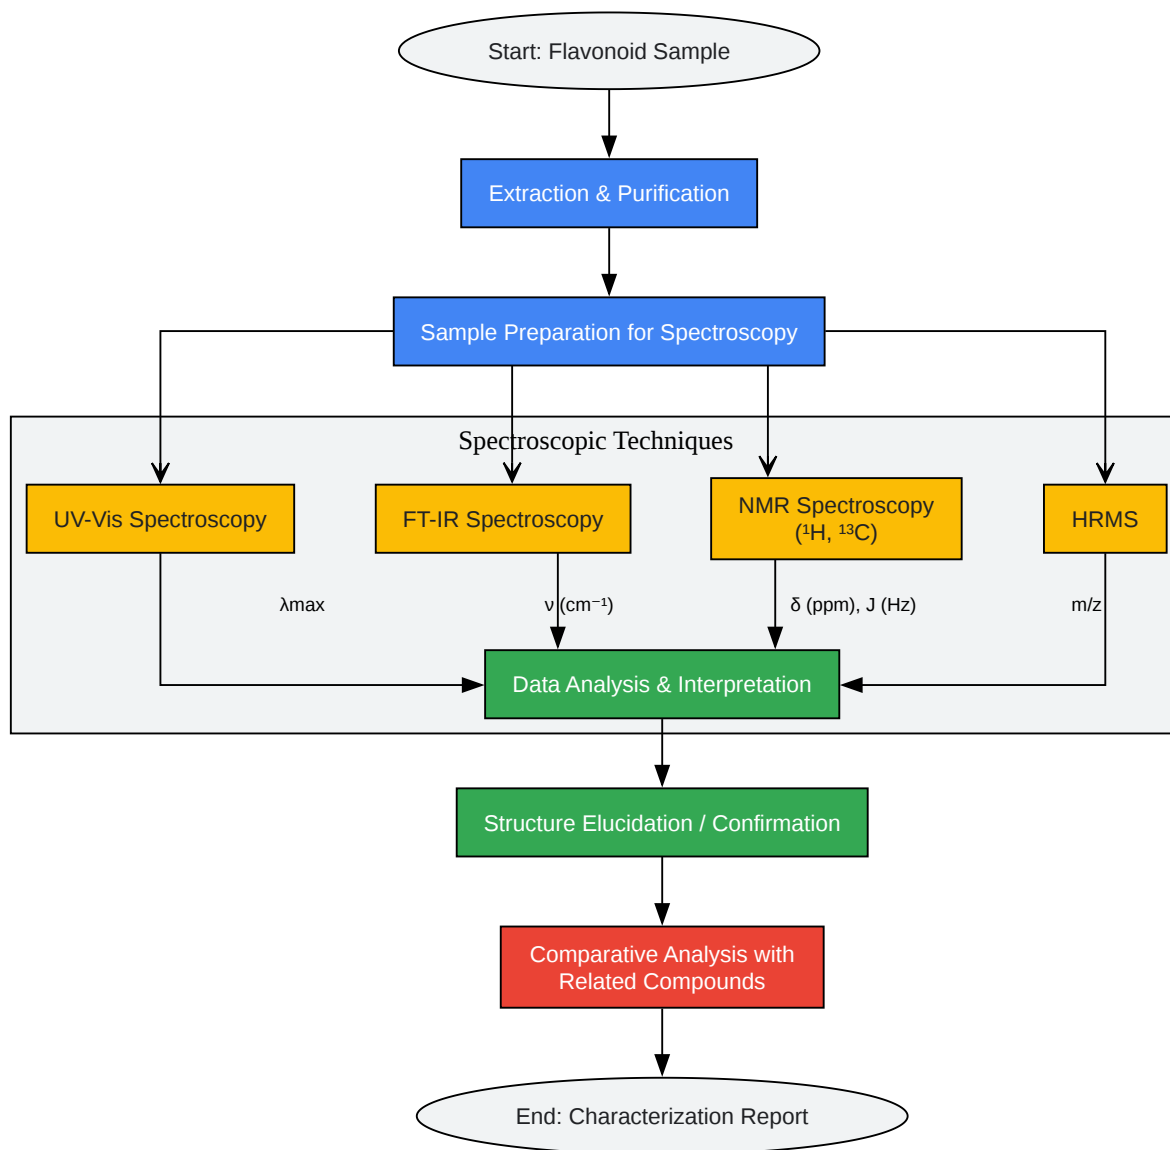 Start: Flavonoid Sample
Extraction & Purification
Sample Preparation for Spectroscopy
Spectroscopic Techniques
UV-Vis Spectroscopy
FT-IR Spectroscopy
NMR Spectroscopy
(¹H, ¹³C)
HRMS
λmax
ν (cm⁻¹)
δ (ppm), J (Hz)
m/z
Data Analysis & Interpretation
Structure Elucidation / Confirmation
Comparative Analysis with
Related Compounds
End: Characterization Report